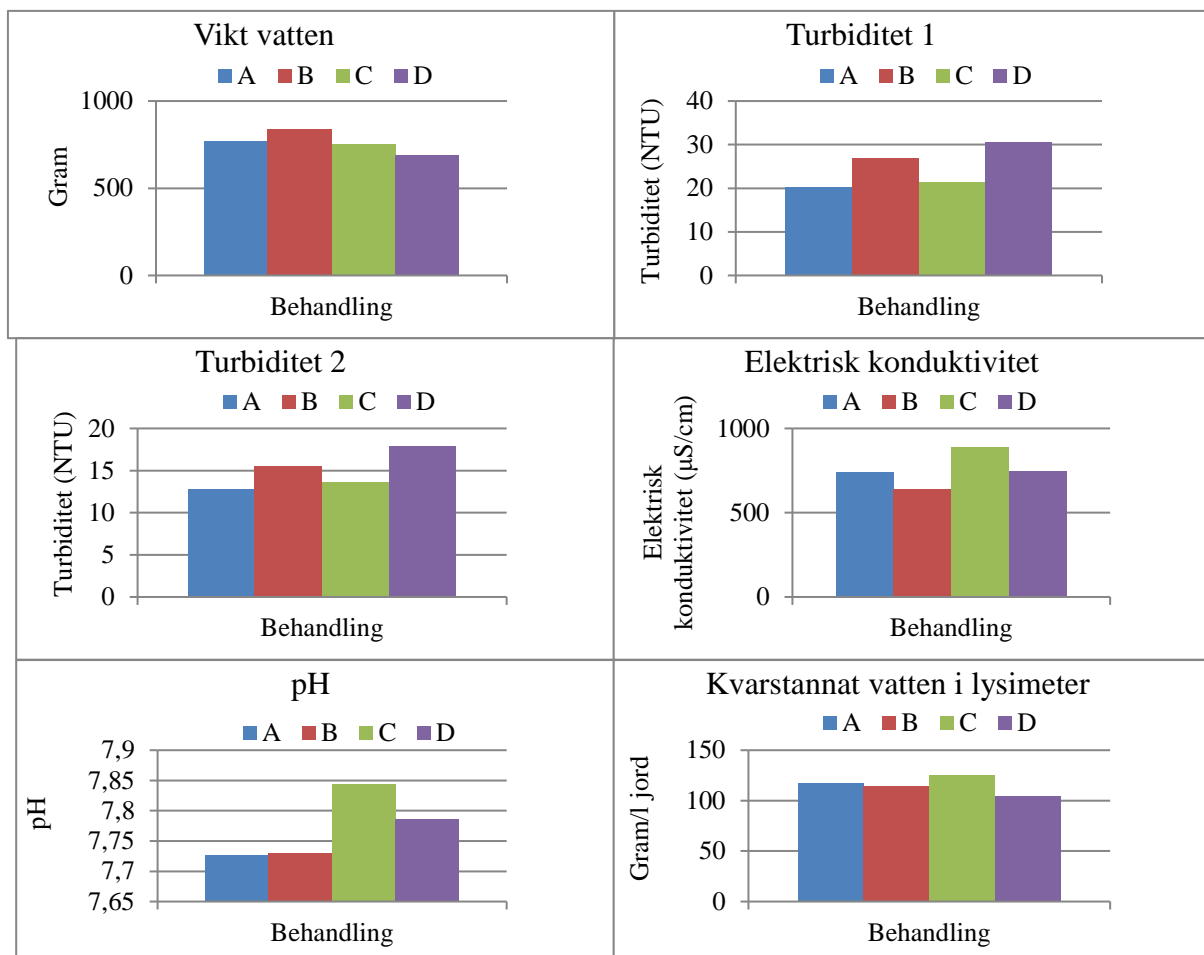 Vikt vatten
A B C D
1000
500
0
Gram
Behandling
Turbiditet 1
A B C D
40
30
20
10
0
Turbiditet (NTU)
Behandling
Turbiditet 2
A B C D
20
15
10
5
0
Turbiditet (NTU)
Behandling
Elektrisk konduktivitet
A B C D
1000
500
0
Elektrisk
konduktivitet (µS/cm)
Behandling
pH
A B C D
7,9
7,85
7,8
7,75
7,7
7,65
pH
Behandling
Kvarstannat vatten i lysimeter
A B C D
150
100
50
0
Gram/l jord
Behandling